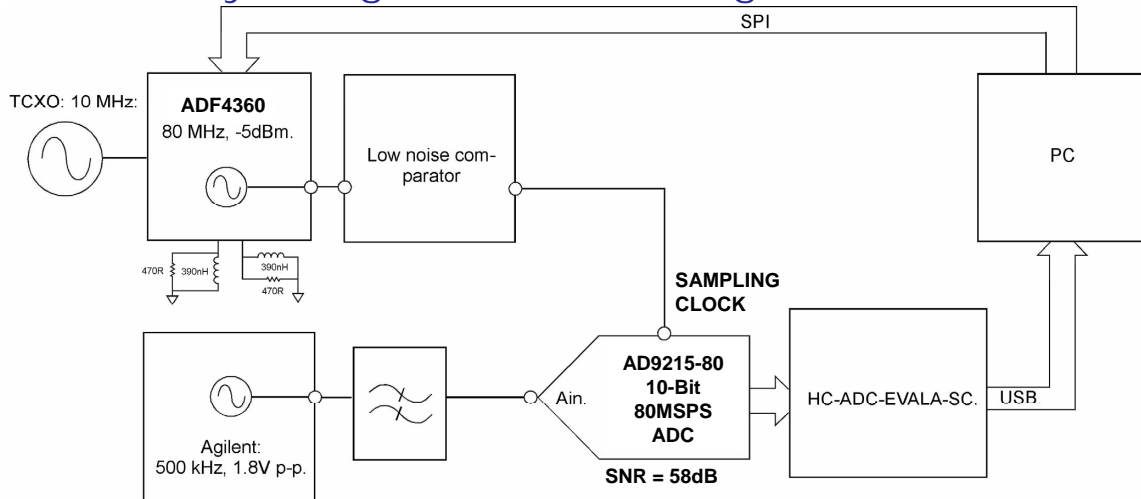 SPI
TCXO: 10 MHz:
ADF4360
80 MHz, -5dBm.
Low noise com-
parator
PC
470R
390nH
390nH
470R
SAMPLING
CLOCK
Agilent:
500 kHz, 1.8V p-p.
Ain.
AD9215-80
10-Bit
80MSPS
ADC
SNR = 58dB
HC-ADC-EVALA-SC.
USB.